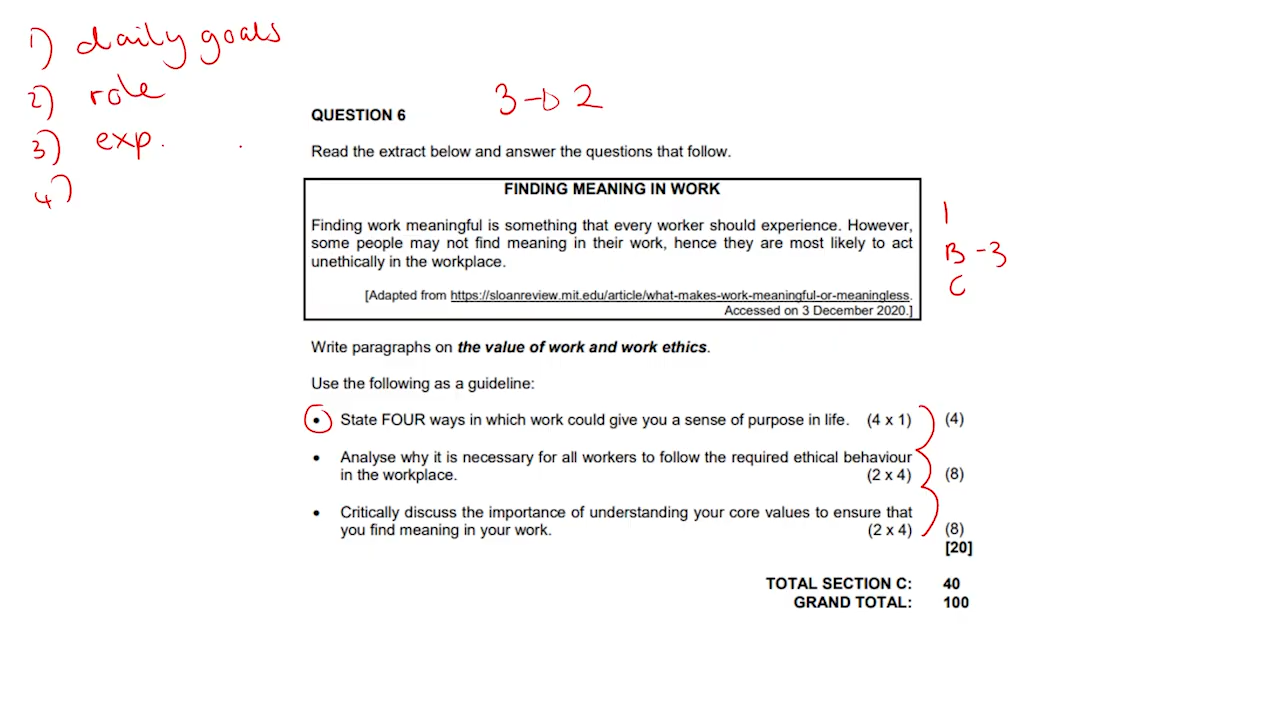 1) daily goals
2) role
3) exp.
4)
3 → 2
QUESTION 6
Read the extract below and answer the questions that follow.
FINDING MEANING IN WORK
Finding work meaningful is something that every worker should experience. However,
some people may not find meaning in their work, hence they are most likely to act
unethically in the workplace.
[Adapted from https://sloanreview.mit.edu/article/what-makes-work-meaningful-or-meaningless.
Accessed on 3 December 2020.]
I
B - 3
C
Write paragraphs on the value of work and work ethics.
Use the following as a guideline:
• State FOUR ways in which work could give you a sense of purpose in life. (4 x 1) (4)
• Analyse why it is necessary for all workers to follow the required ethical behaviour
in the workplace. (2 x 4) (8)
• Critically discuss the importance of understanding your core values to ensure that
you find meaning in your work. (2 x 4) (8)
[20]
TOTAL SECTION C: 40
GRAND TOTAL: 100